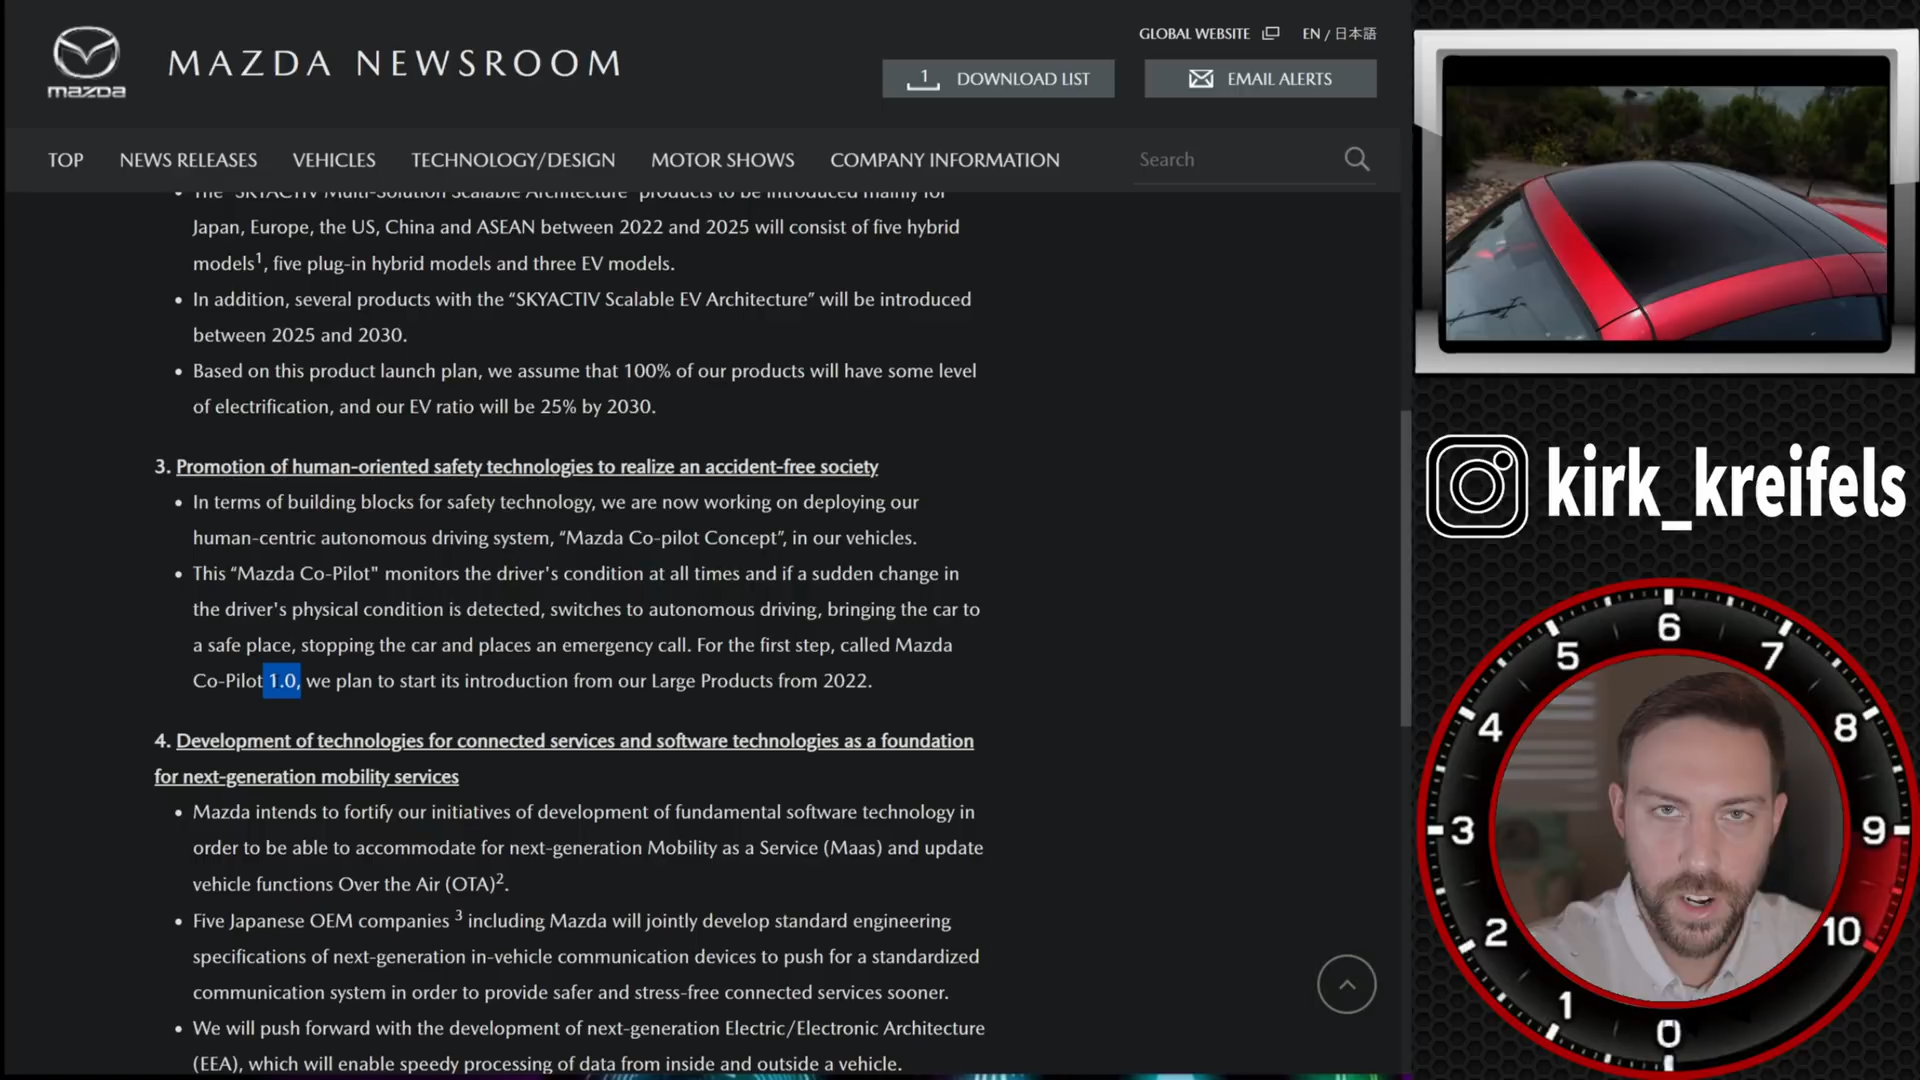 GLOBAL WEBSITE EN / 日本語
mazda
MAZDA NEWSROOM
1 DOWNLOAD LIST
EMAIL ALERTS
TOP NEWS RELEASES VEHICLES TECHNOLOGY/DESIGN MOTOR SHOWS COMPANY INFORMATION Search
• The “SKYACTIV Multi-Solution Scalable Architecture” products to be introduced mainly for
Japan, Europe, the US, China and ASEAN between 2022 and 2025 will consist of five hybrid
models1, five plug-in hybrid models and three EV models.
• In addition, several products with the “SKYACTIV Scalable EV Architecture” will be introduced
between 2025 and 2030.
• Based on this product launch plan, we assume that 100% of our products will have some level
of electrification, and our EV ratio will be 25% by 2030.
3. Promotion of human-oriented safety technologies to realize an accident-free society
• In terms of building blocks for safety technology, we are now working on deploying our
human-centric autonomous driving system, “Mazda Co-pilot Concept”, in our vehicles.
• This “Mazda Co-Pilot" monitors the driver's condition at all times and if a sudden change in
the driver's physical condition is detected, switches to autonomous driving, bringing the car to
a safe place, stopping the car and places an emergency call. For the first step, called Mazda
Co-Pilot 1.0, we plan to start its introduction from our Large Products from 2022.
4. Development of technologies for connected services and software technologies as a foundation
for next-generation mobility services
• Mazda intends to fortify our initiatives of development of fundamental software technology in
order to be able to accommodate for next-generation Mobility as a Service (Maas) and update
vehicle functions Over the Air (OTA)2.
• Five Japanese OEM companies 3 including Mazda will jointly develop standard engineering
specifications of next-generation in-vehicle communication devices to push for a standardized
communication system in order to provide safer and stress-free connected services sooner.
• We will push forward with the development of next-generation Electric/Electronic Architecture
(EEA), which will enable speedy processing of data from inside and outside a vehicle.
kirk_kreifels
0
1
2
3
4
5
6
7
8
9
10